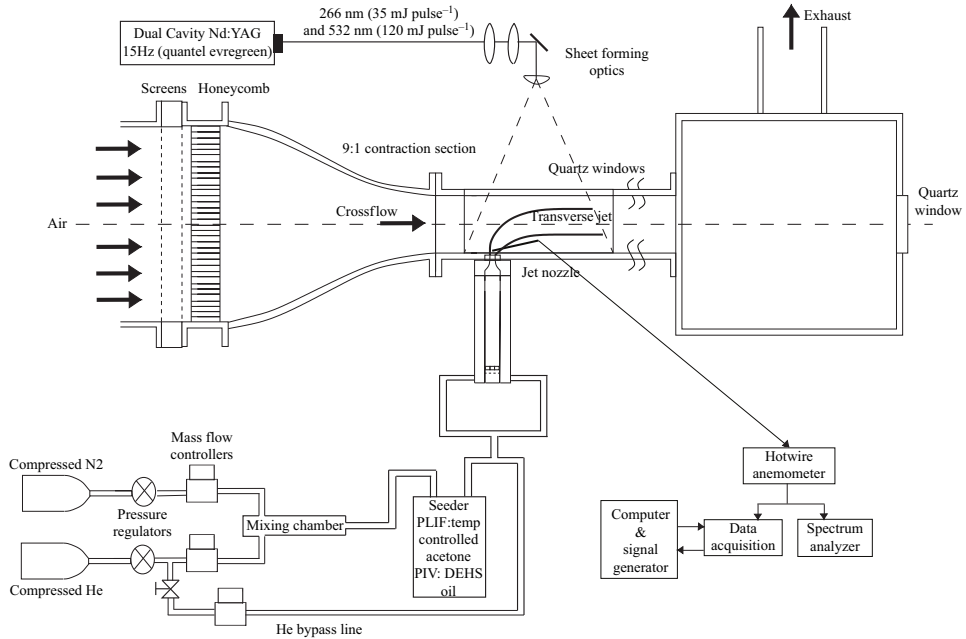 266 nm (35 mJ pulse⁻¹)
and 532 nm (120 mJ pulse⁻¹)
Exhaust
Dual Cavity Nd:YAG
15Hz (quantel evregreen)
Sheet forming
optics
Screens
Honeycomb
9:1 contraction section
Quartz windows
Quartz
window
Air
Crossflow
Transverse jet
Jet nozzle
Mass flow
controllers
Compressed N2
Pressure
regulators
Mixing chamber
Seeder
PLIF:temp
controlled
acetone
PIV: DEHS
oil
Compressed He
He bypass line
Hotwire
anemometer
Computer
&
signal
generator
Data
acquisition
Spectrum
analyzer